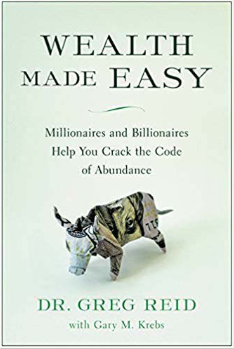 WEALTH
MADE EASY
Millionaires and Billionaires
Help You Crack the Code
of Abundance
DR. GREG REID
with Gary M. Krebs